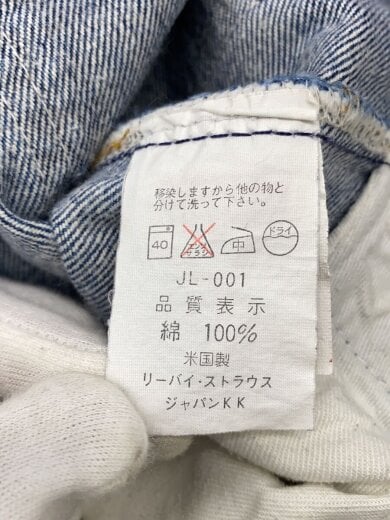 移染しますから他の物と
分けて洗って下さい。
40 エンソ サラシ 中 ドライ
JL-001
品質表示
綿 100%
米国製
リーバイ・ストラウス
ジャパンKK